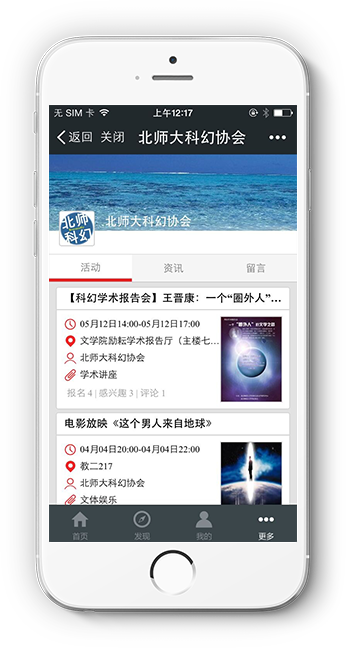 无 SIM 卡 上午12:17
返回 关闭 北师大科幻协会 •••
北师
科幻
北师大科幻协会
活动 资讯 留言
【科幻学术报告会】王晋康：一个“圈外人”...
05月12日14:00-05月12日17:00
文学院励耘学术报告厅（主楼七...
北师大科幻协会
学术讲座
报名 4 | 感兴趣 3 | 评论 1
“圈外人”
电影放映《这个男人来自地球》
04月04日20:00-04月04日22:00
教二217
北师大科幻协会
文体娱乐
首页 发现 我的 更多